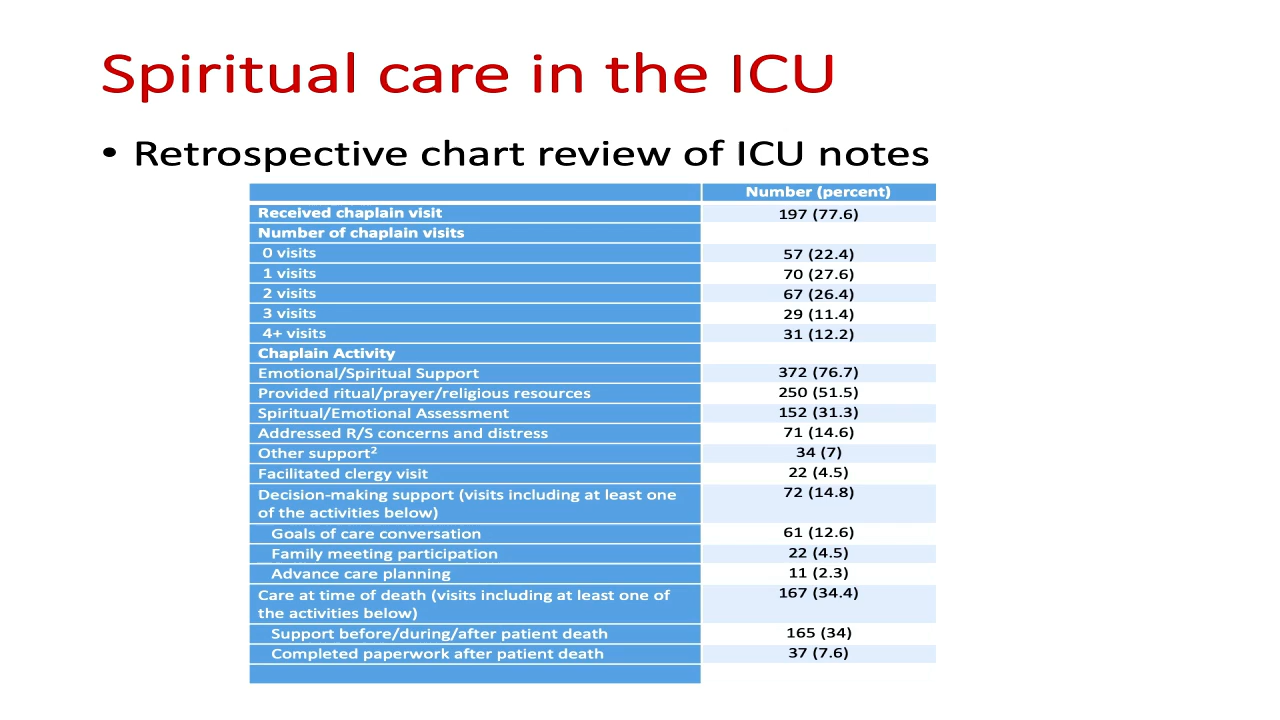 Spiritual care in the ICU
• Retrospective chart review of ICU notes
Number (percent)
Received chaplain visit 197 (77.6)
Number of chaplain visits
0 visits 57 (22.4)
1 visits 70 (27.6)
2 visits 67 (26.4)
3 visits 29 (11.4)
4+ visits 31 (12.2)
Chaplain Activity
Emotional/Spiritual Support 372 (76.7)
Provided ritual/prayer/religious resources 250 (51.5)
Spiritual/Emotional Assessment 152 (31.3)
Addressed R/S concerns and distress 71 (14.6)
Other support² 34 (7)
Facilitated clergy visit 22 (4.5)
Decision-making support (visits including at least one 72 (14.8)
of the activities below)
Goals of care conversation 61 (12.6)
Family meeting participation 22 (4.5)
Advance care planning 11 (2.3)
Care at time of death (visits including at least one of 167 (34.4)
the activities below)
Support before/during/after patient death 165 (34)
Completed paperwork after patient death 37 (7.6)